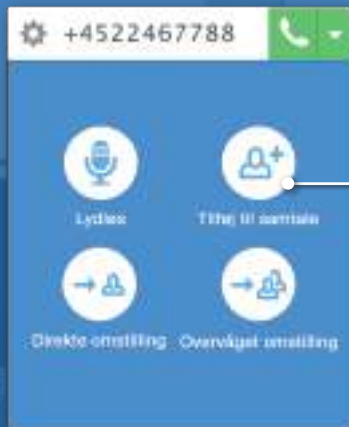 +4522467788
Lydløs Tilføj til samtale
Direkte omstilling Overvåget omstilling